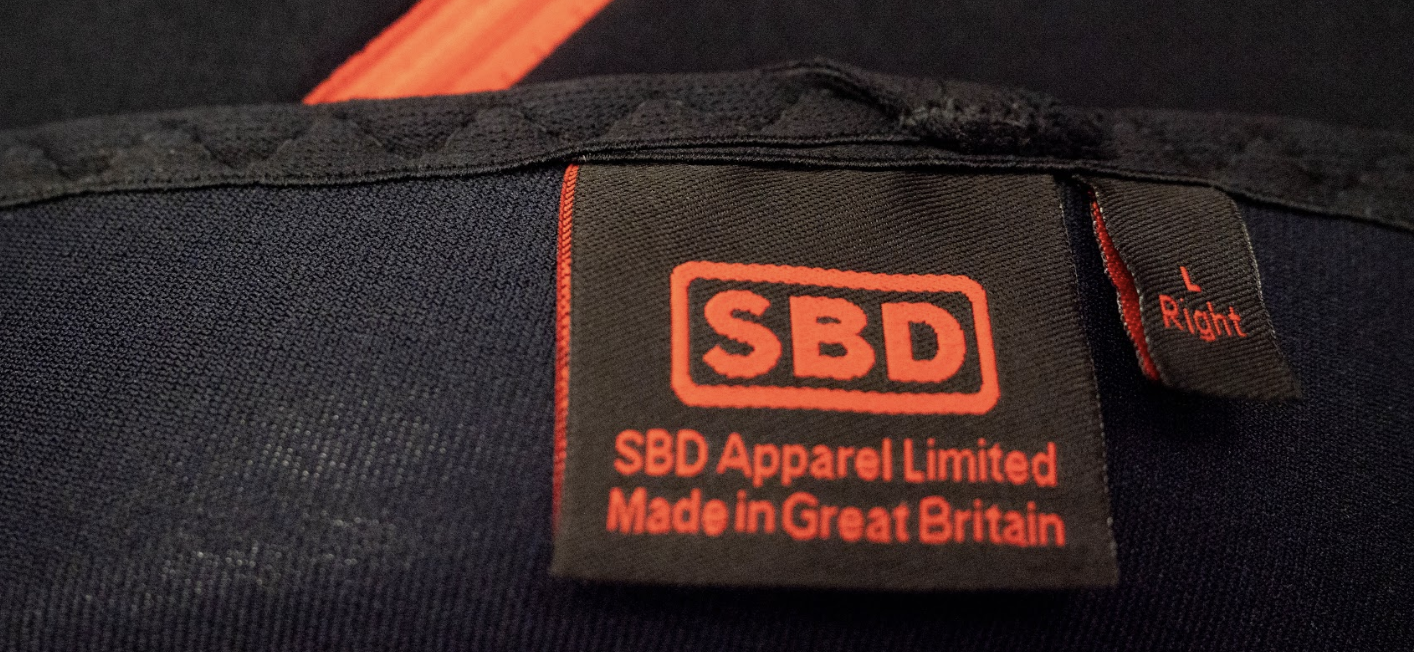 SBD
SBD Apparel Limited
Made in Great Britain
L
Right